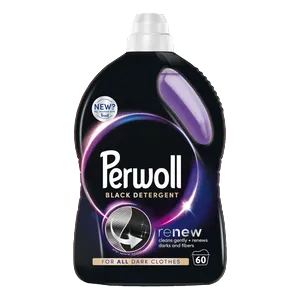 NEW?
Perwoll
BLACK DETERGENT
renew
cleans gently + renews
darks and fibers
FOR ALL DARK CLOTHES
60